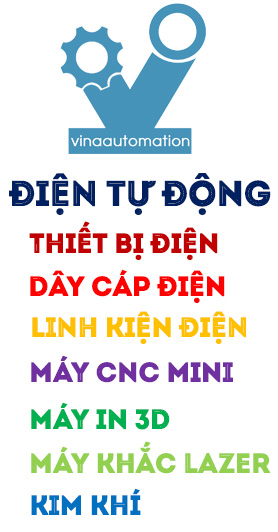 vinaautomation
ĐIỆN TỰ ĐỘNG
THIẾT BỊ ĐIỆN
DÂY CÁP ĐIỆN
LINH KIỆN ĐIỆN
MÁY CNC MINI
MÁY IN 3D
MÁY KHẮC LAZER
KIM KHÍ